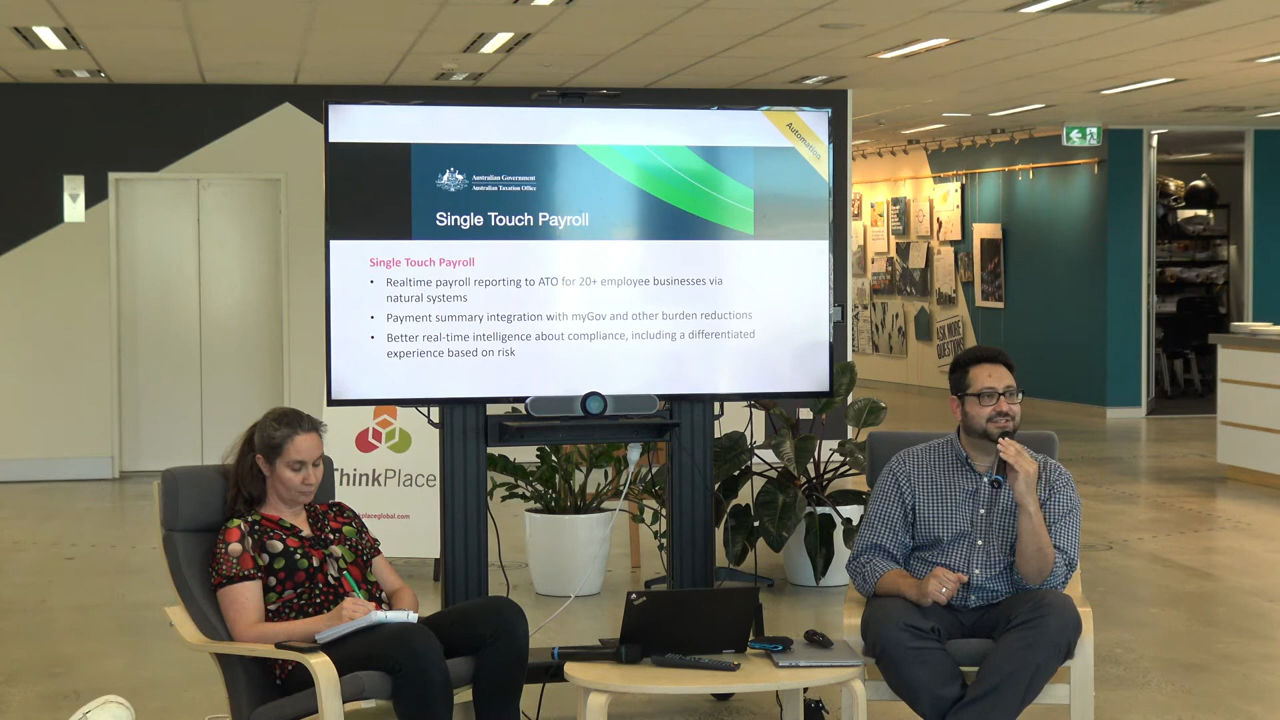 Automation
Australian Government
Australian Taxation Office
Single Touch Payroll
Single Touch Payroll
• Realtime payroll reporting to ATO for 20+ employee businesses via
natural systems
• Payment summary integration with myGov and other burden reductions
• Better real-time intelligence about compliance, including a differentiated
experience based on risk
ThinkPlace
kplaceglobal.com
ASK MORE
QUESTIONS